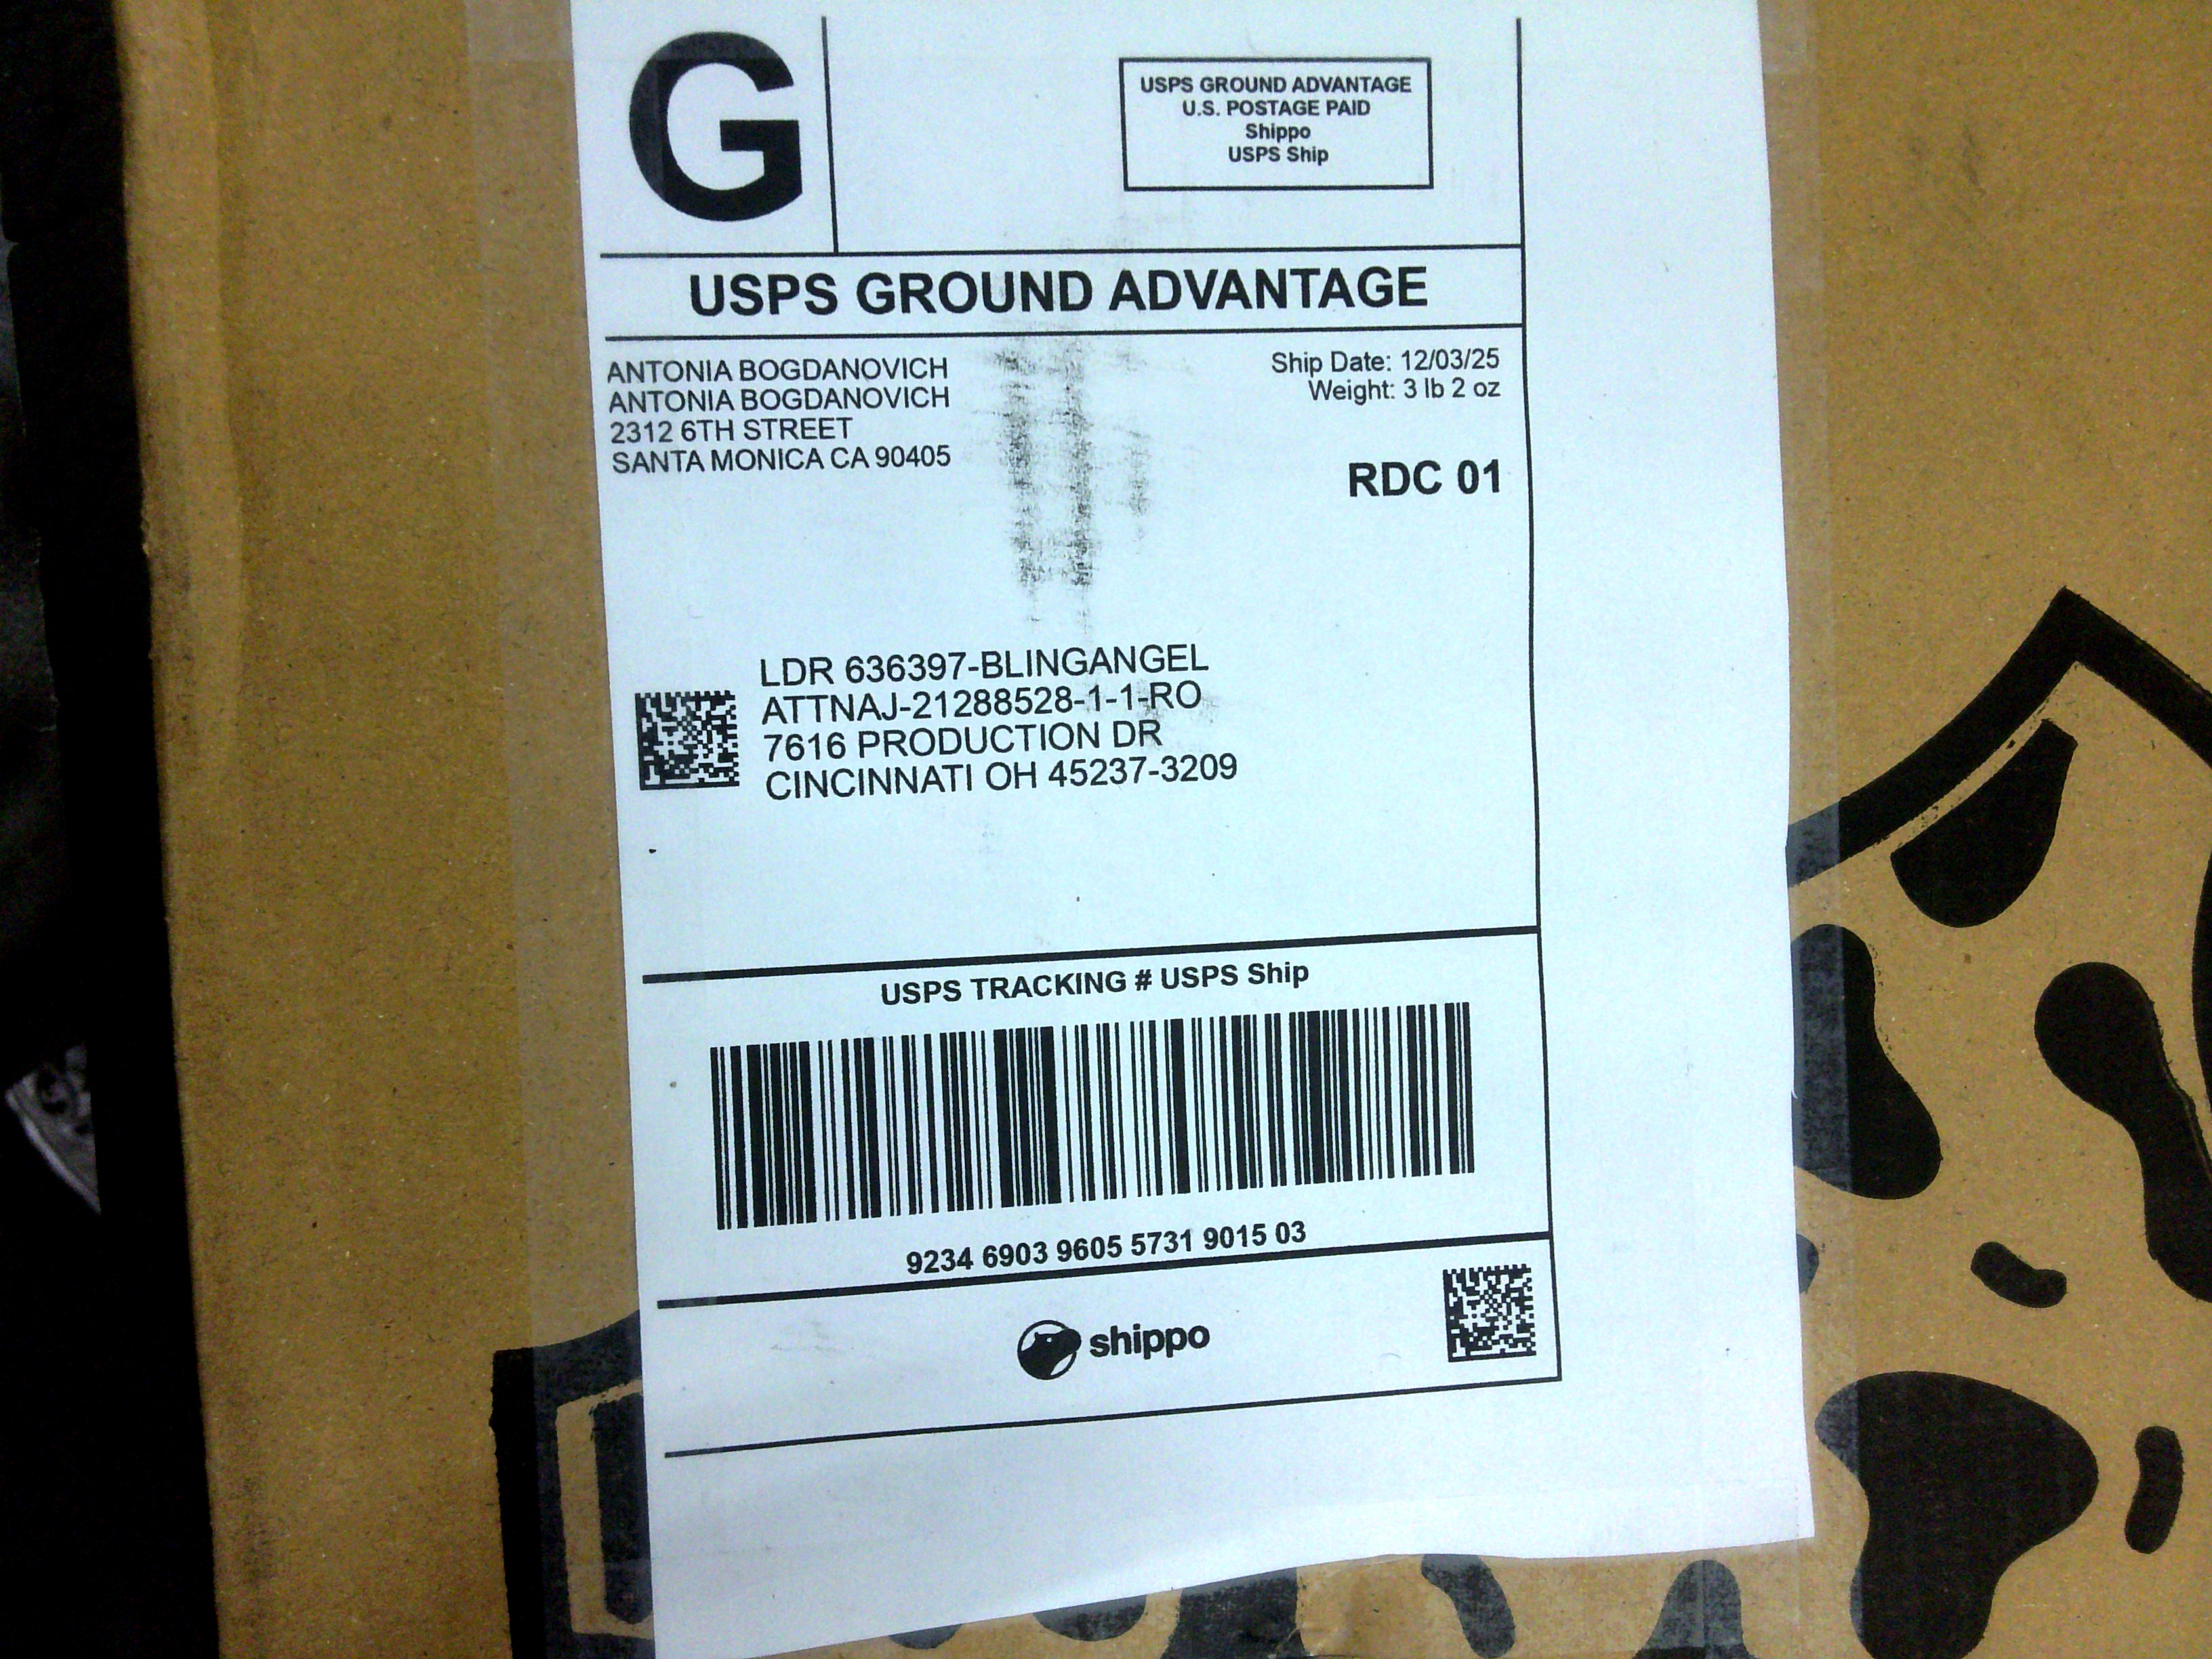 G
USPS GROUND ADVANTAGE
U.S. POSTAGE PAID
Shippo
USPS Ship
USPS GROUND ADVANTAGE
ANTONIA BOGDANOVICH
ANTONIA BOGDANOVICH
2312 6TH STREET
SANTA MONICA CA 90405
Ship Date: 12/03/25
Weight: 3 lb 2 oz
RDC 01
LDR 636397-BLINGANGEL
ATTNAJ-21288528-1-1-RO
7616 PRODUCTION DR
CINCINNATI OH 45237-3209
USPS TRACKING # USPS Ship
9234 6903 9605 5731 9015 03
shippo